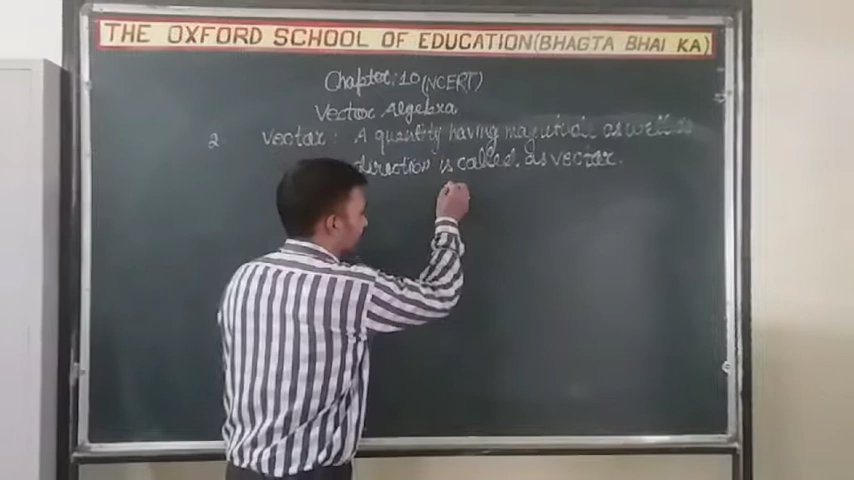 THE OXFORD SCHOOL OF EDUCATION(BHAGTA BHAI KA)
Chapter:10(NCERT)
Vector Algebra
2 vector: A quantity having magnitude as well as
direction is called as vector.